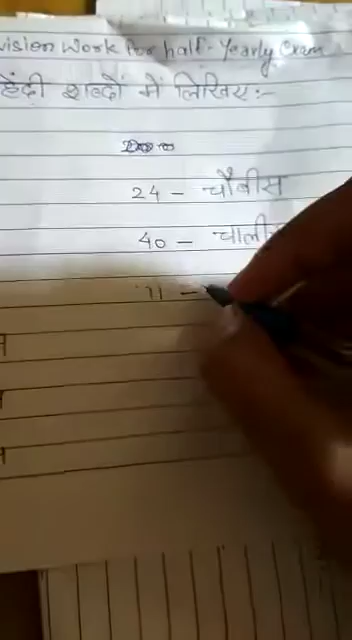 vision Work for half-Yearly Exam
हिंदी शब्दों में लिखिए:-
24 - चौबीस
40 - चाली
11 -